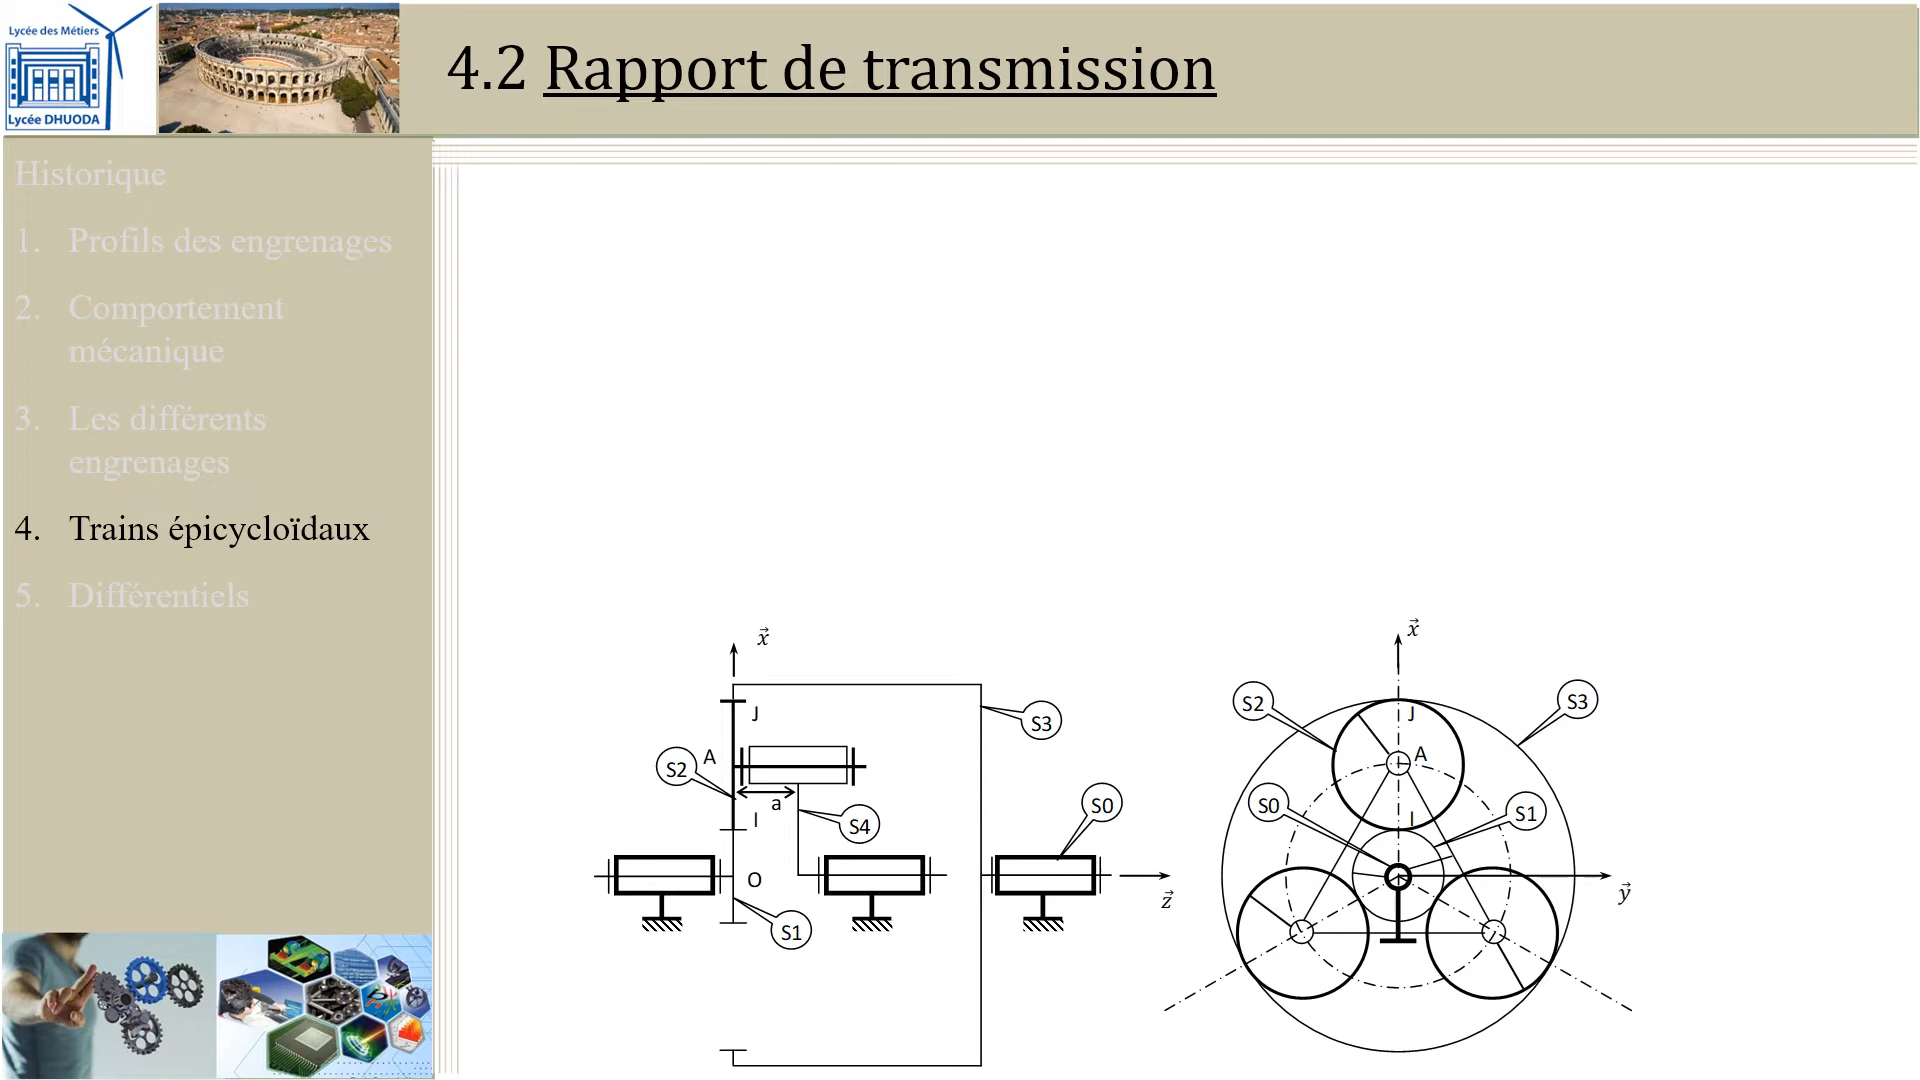 Lycée des Métiers
Lycée DHUODA
4.2 Rapport de transmission
Historique
1. Profils des engrenages
2. Comportement
mécanique
3. Les différents
engrenages
4. Trains épicycloïdaux
5. Différentiels
x⃗
J
S3
A
S2
a
I
S4
S0
O
z⃗
S1
x⃗
S2
S3
J
A
S0
S1
I
y⃗